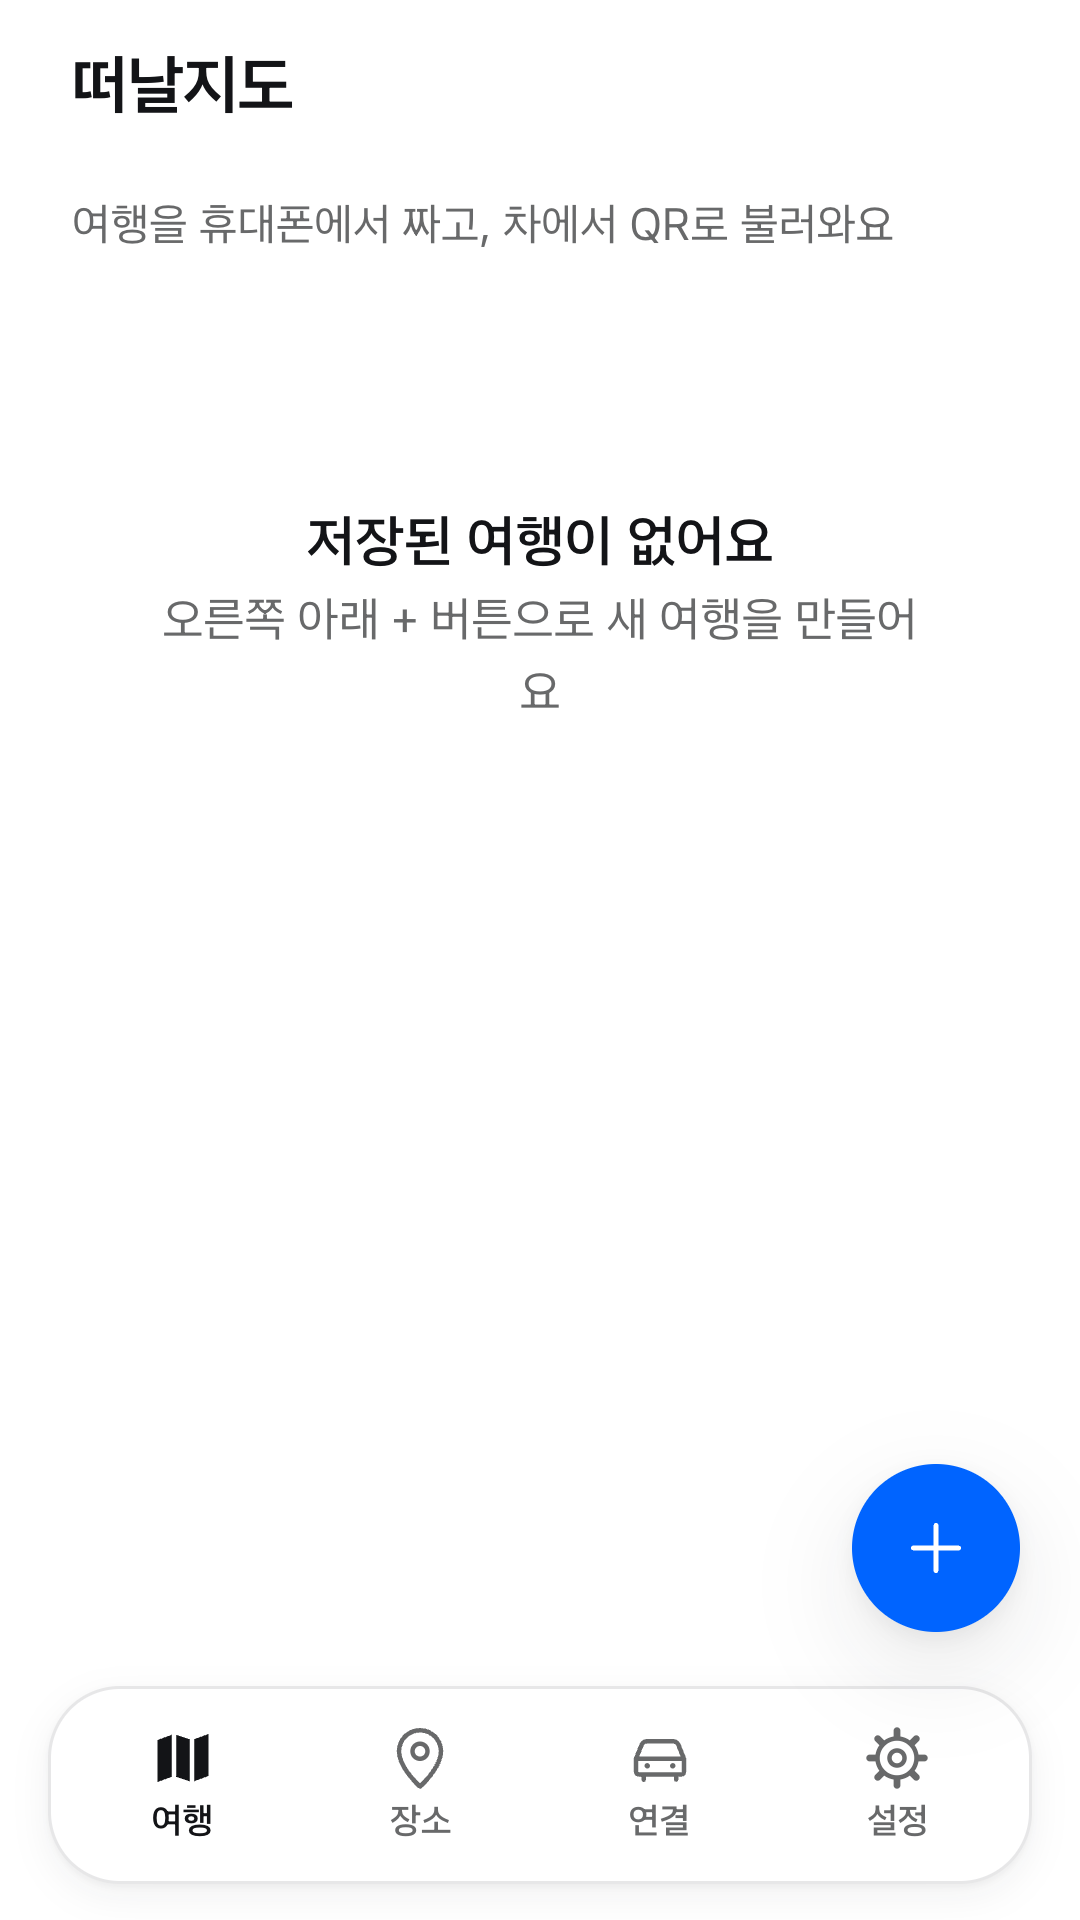 떠날지도
여행을 휴대폰에서 짜고, 차에서 QR로 불러와요
저장된 여행이 없어요
오른쪽 아래 + 버튼으로 새 여행을 만들어
요
여행
장소
연결
설정